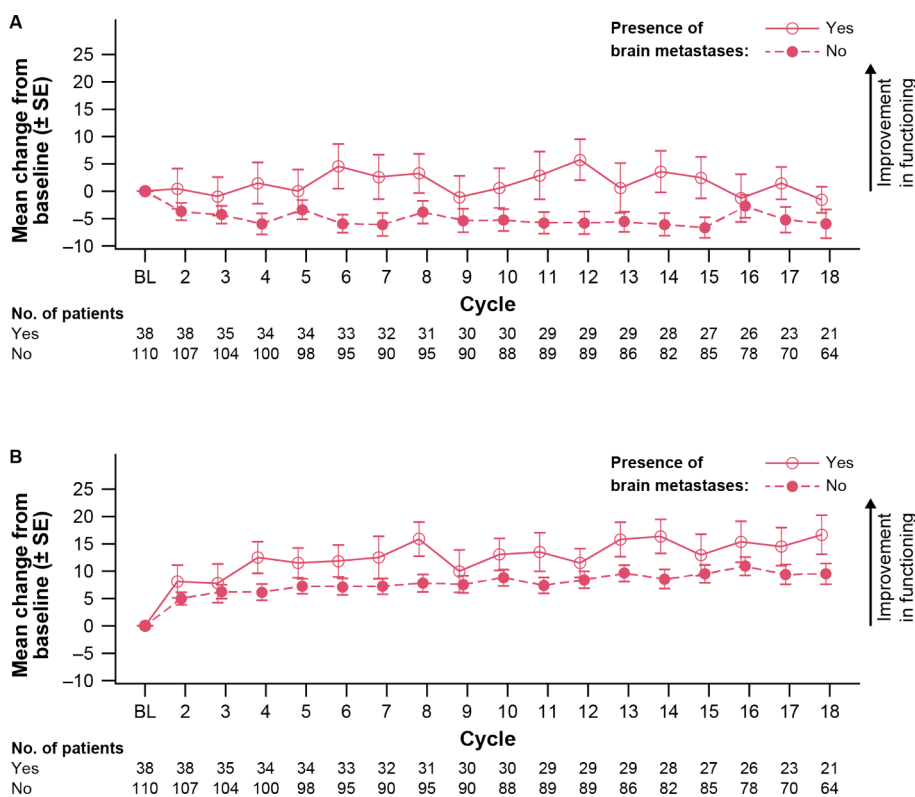 A
Presence of
brain metastases:
Yes
No
Mean change from
baseline (± SE)
25
20
15
10
5
0
–5
–10
Improvement
in functioning
BL 2 3 4 5 6 7 8 9 10 11 12 13 14 15 16 17 18
Cycle
No. of patients
Yes 38 38 35 34 34 33 32 31 30 30 29 29 29 28 27 26 23 21
No 110 107 104 100 98 95 90 95 90 88 89 89 86 82 85 78 70 64
B
Presence of
brain metastases:
Yes
No
Mean change from
baseline (± SE)
25
20
15
10
5
0
–5
–10
Improvement
in functioning
BL 2 3 4 5 6 7 8 9 10 11 12 13 14 15 16 17 18
Cycle
No. of patients
Yes 38 38 35 34 34 33 32 31 30 30 29 29 29 28 27 26 23 21
No 110 107 104 100 98 95 90 95 90 88 89 89 86 82 85 78 70 64